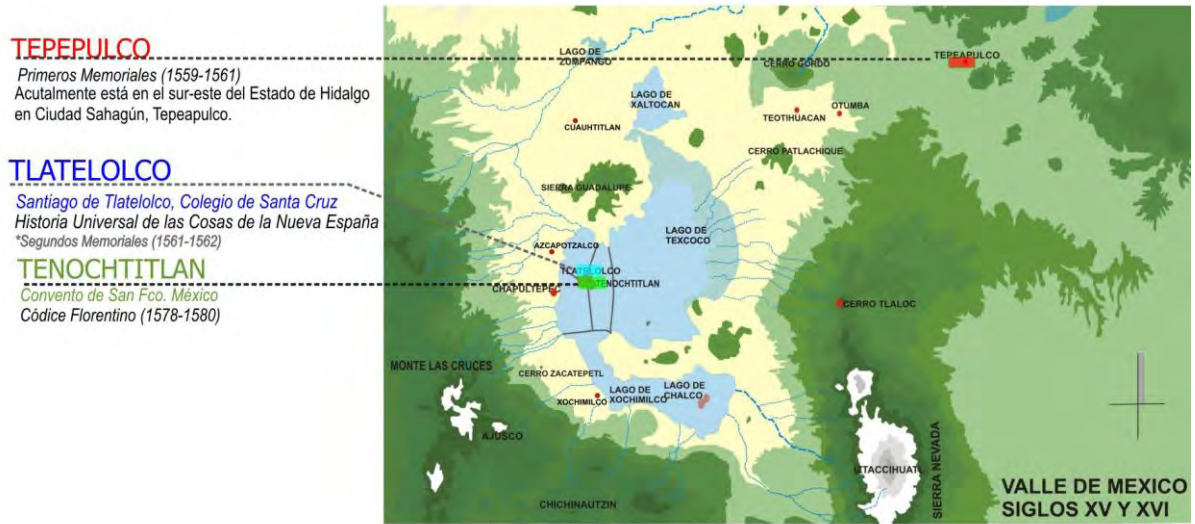 TEPEPULCO
Primeros Memoriales (1559-1561)
Acutalmente está en el sur-este del Estado de Hidalgo
en Ciudad Sahagún, Tepeapulco.
TLATELOLCO
Santiago de Tlatelolco, Colegio de Santa Cruz
Historia Universal de las Cosas de la Nueva España
*Segundos Memoriales (1561-1562)
TENOCHTITLAN
Convento de San Fco. México
Códice Florentino (1578-1580)
LAGO DE
ZUMPANGO
CERRO GORDO
TEPEAPULCO
LAGO DE
XALTOCAN
CUAUHTITLAN
TEOTIHUACAN
OTUMBA
CERRO PATLACHIQUE
SIERRA GUADALUPE
LAGO DE
TEXCOCO
AZCAPOTZALCO
TLATELOLCO
TENOCHTITLAN
CHAPULTEPEC
CERRO TLALOC
MONTE LAS CRUCES
CERRO ZACATEPETL
LAGO DE
XOCHIMILCO
LAGO DE
CHALCO
XOCHIMILCO
AJUSCO
CHICHINAUTZIN
IZTACCIHUATL
SIERRA NEVADA
VALLE DE MEXICO
SIGLOS XV Y XVI